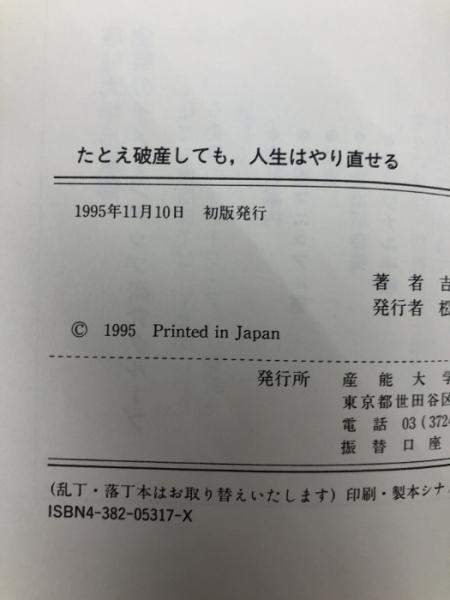 たとえ破産しても，人生はやり直せる
1995年11月10日　初版発行
著　者　吉
発行者　松
© 1995 Printed in Japan
発行所　産　能　大　学
東京都世田谷区
電　話　03（3724
振　替　口　座
（乱丁・落丁本はお取り替えいたします）印刷・製本シナ
ISBN4-382-05317-X